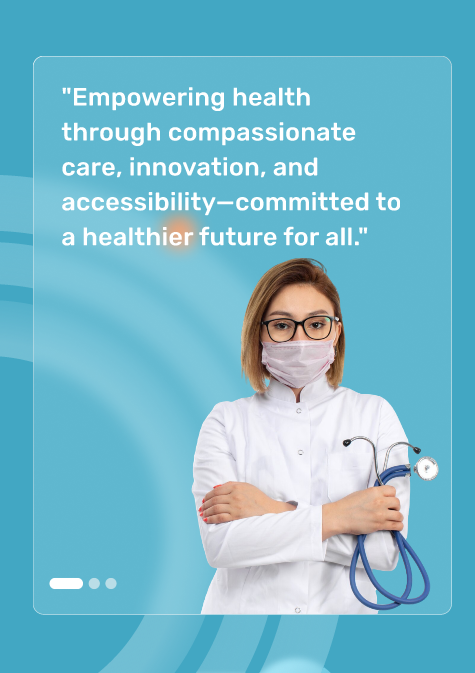 "Empowering health
through compassionate
care, innovation, and
accessibility—committed to
a healthier future for all."